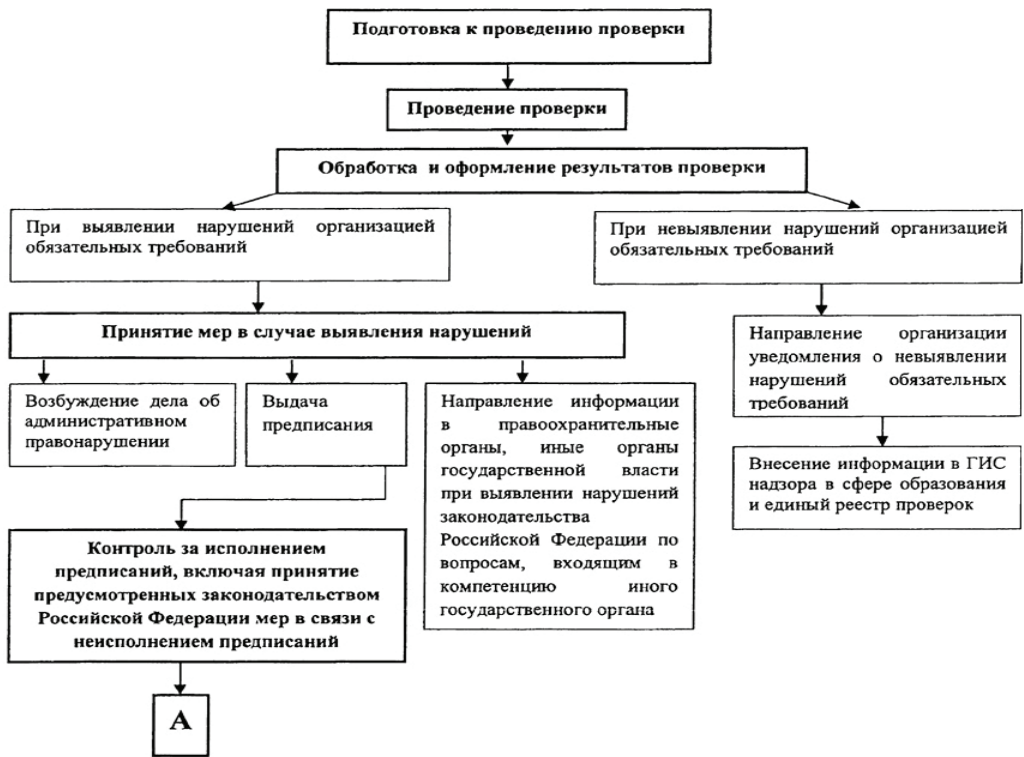 Подготовка к проведению проверки
Проведение проверки
Обработка и оформление результатов проверки
При выявлении нарушений организацией
обязательных требований
При невыявлении нарушений организацией
обязательных требований
Принятие мер в случае выявления нарушений
Направление организации
уведомления о невыявлении
нарушений обязательных
требований
Возбуждение дела об
административном
правонарушении
Выдача
предписания
Направление информации
в правоохранительные
органы, иные органы
государственной власти
при выявлении нарушений
законодательства
Российской Федерации по
вопросам, входящим в
компетенцию иного
государственного органа
Внесение информации в ГИС
надзора в сфере образования
и единый реестр проверок
Контроль за исполнением
предписаний, включая принятие
предусмотренных законодательством
Российской Федерации мер в связи с
неисполнением предписаний
А